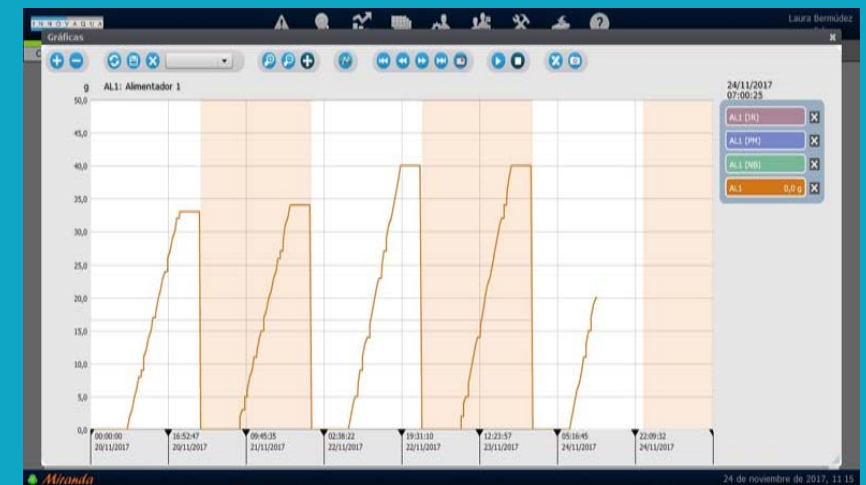 INNOVAQUA
Laura Bermúdez
Gráficas
x
g AL1: Alimentador 1
24/11/2017
07:00:25
AL1 (IR)
AL1 (PM)
AL1 (NB)
AL1 0,0 g
50,0
45,0
40,0
35,0
30,0
25,0
20,0
15,0
10,0
5,0
0,0
00:00:00 16:52:47 09:45:35 02:38:22 19:31:10 12:23:57 05:16:45 22:09:32
20/11/2017 20/11/2017 21/11/2017 22/11/2017 22/11/2017 23/11/2017 24/11/2017 24/11/2017
Miranda
24 de noviembre de 2017, 11:15